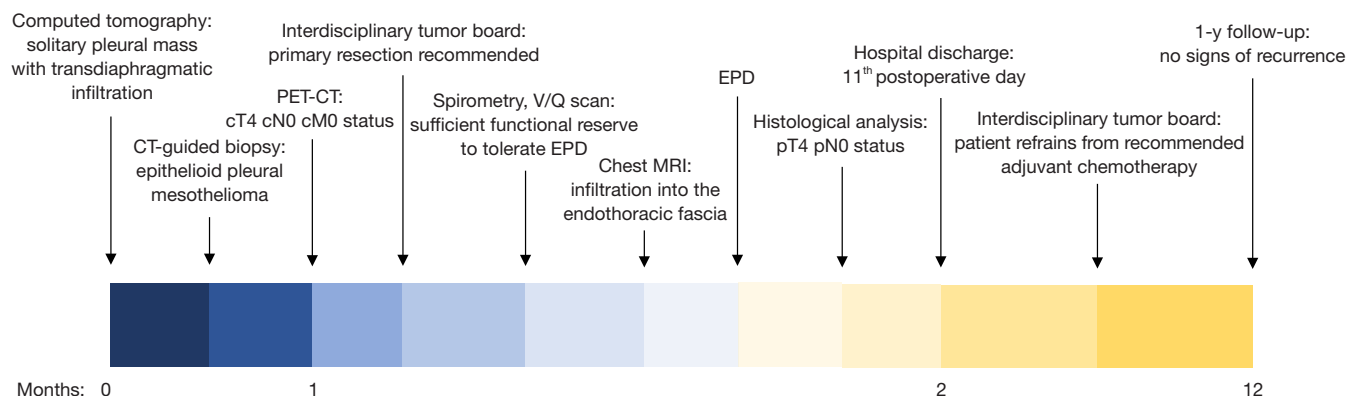 Computed tomography:
solitary pleural mass
with transdiaphragmatic
infiltration
CT-guided biopsy:
epithelioid pleural
mesothelioma
PET-CT:
cT4 cN0 cM0 status
Interdisciplinary tumor board:
primary resection recommended
Spirometry, V/Q scan:
sufficient functional reserve
to tolerate EPD
Chest MRI:
infiltration into the
endothoracic fascia
EPD
Histological analysis:
pT4 pN0 status
Hospital discharge:
11th postoperative day
Interdisciplinary tumor board:
patient refrains from recommended
adjuvant chemotherapy
1-y follow-up:
no signs of recurrence
Months: 0 1 2 12